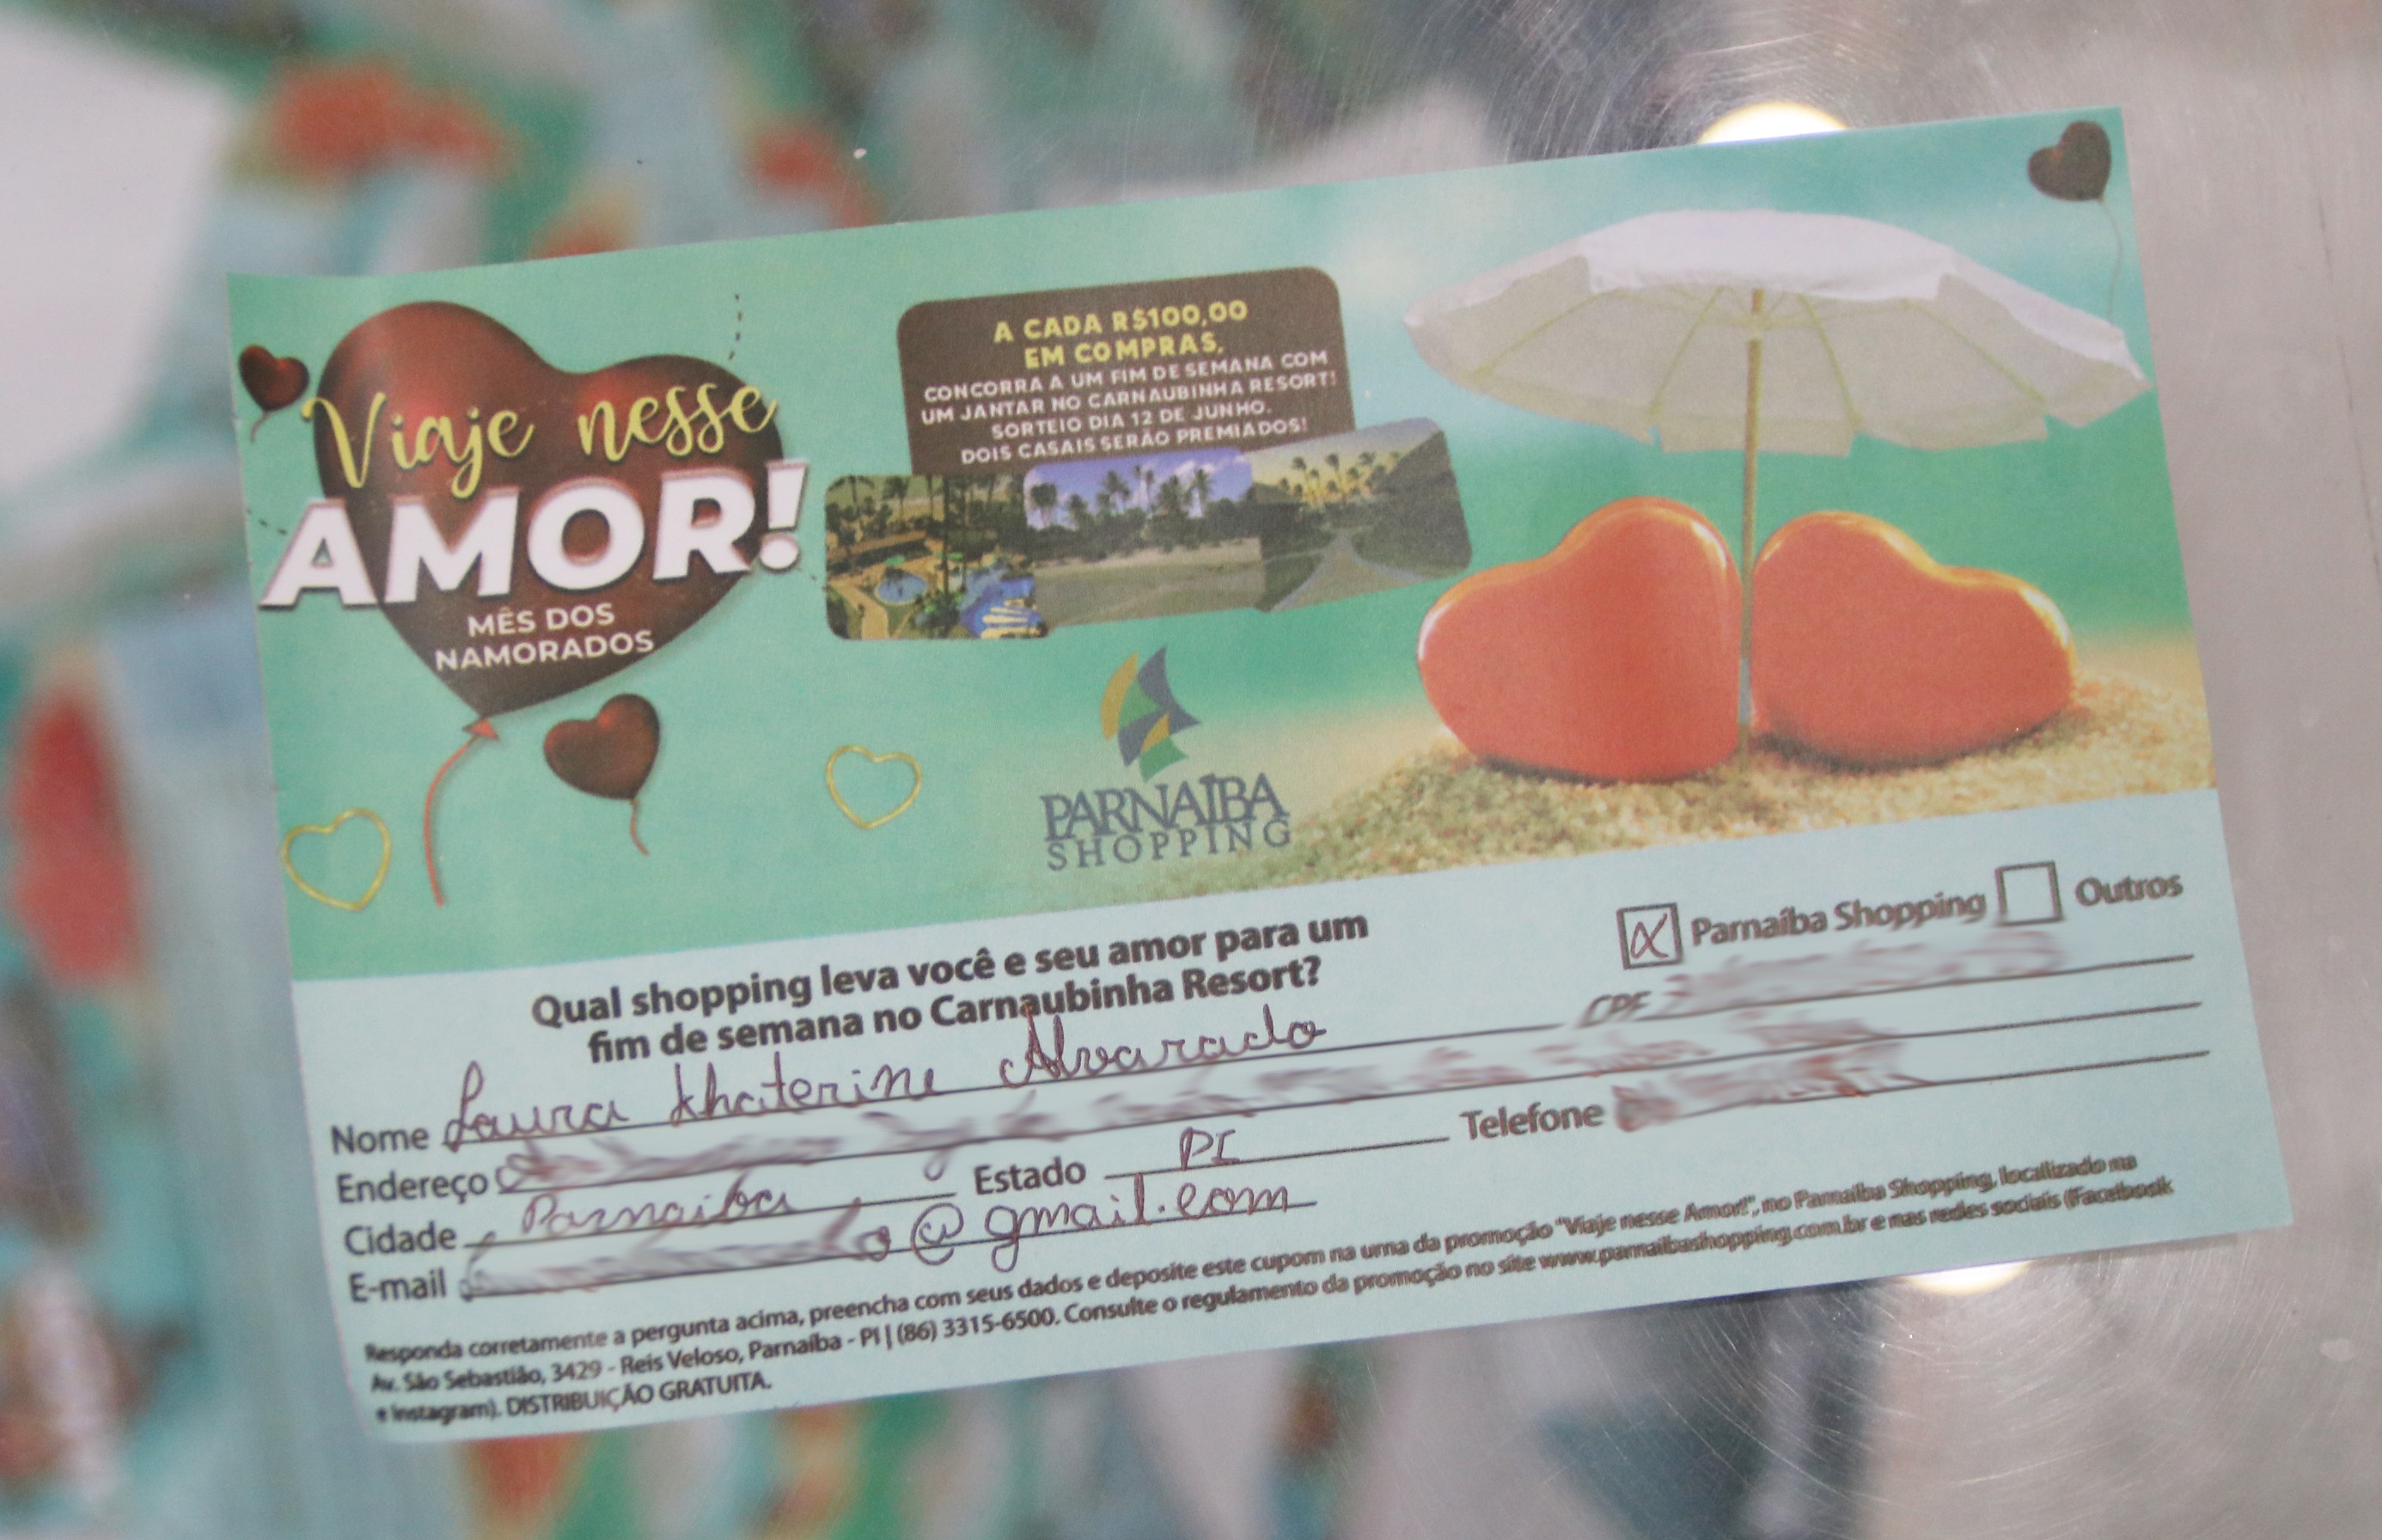 Viaje nesse
AMOR!
MÊS DOS
NAMORADOS
A CADA R$100,00
EM COMPRAS,
CONCORRA A UM FIM DE SEMANA COM
UM JANTAR NO CARNAUBINHA RESORT!
SORTEIO DIA 12 DE JUNHO.
DOIS CASAIS SERÃO PREMIADOS!
PARNAÍBA
SHOPPING
Qual shopping leva você e seu amor para um
fim de semana no Carnaubinha Resort?
X Parnaíba Shopping Outros
Nome Laura Khaterine Alvarado CPF
Endereço
Cidade Parnaiba Estado PI Telefone
E-mail @gmail.com
Responda corretamente a pergunta acima, preencha com seus dados e deposite este cupom na urna da promoção "Viaje nesse Amor!", no Parnaíba Shopping, localizado na
Av. São Sebastião, 3429 - Reis Veloso, Parnaíba - PI | (86) 3315-6500. Consulte o regulamento da promoção no site www.parnaibashopping.com.br e nas redes sociais (Facebook
e Instagram). DISTRIBUIÇÃO GRATUITA.